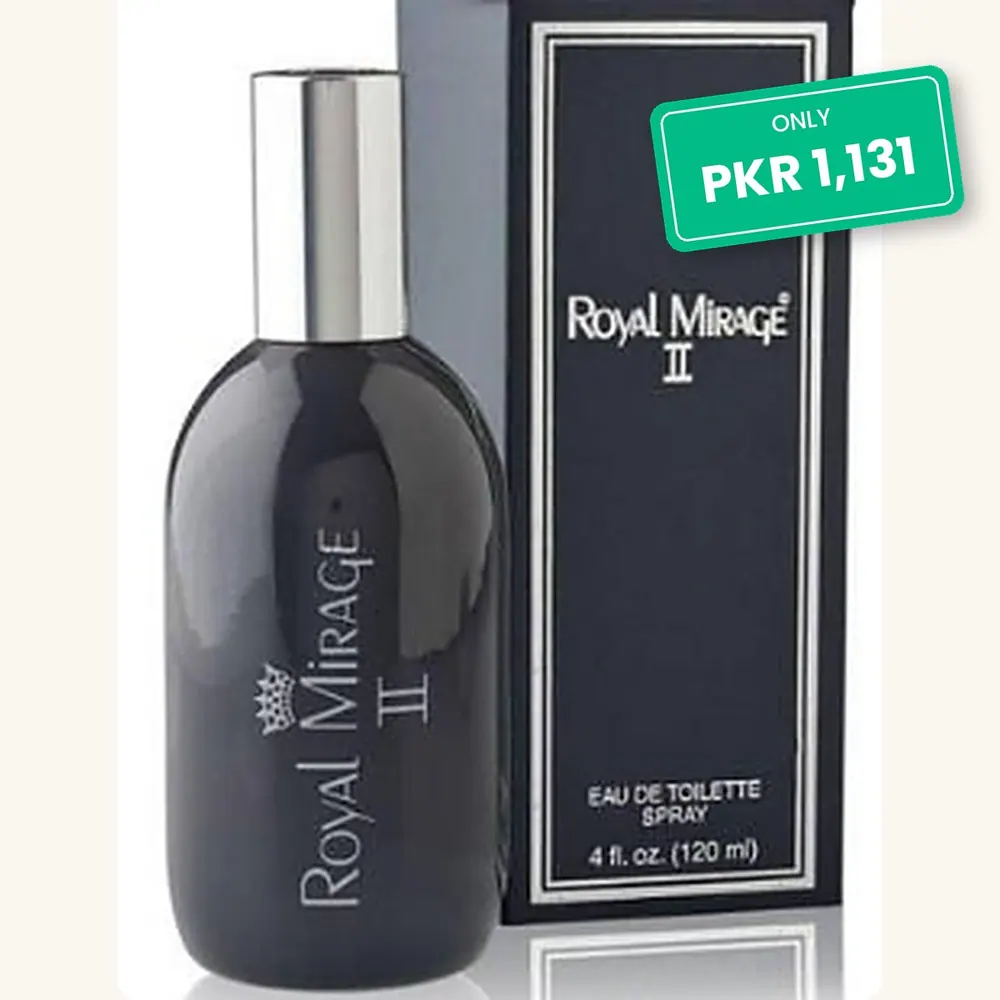 ONLY
PKR 1,131
ROYAL MIRAGE®
II
EAU DE TOILETTE
SPRAY
4 fl. oz. (120 ml)
ROYAL MIRAGE
II